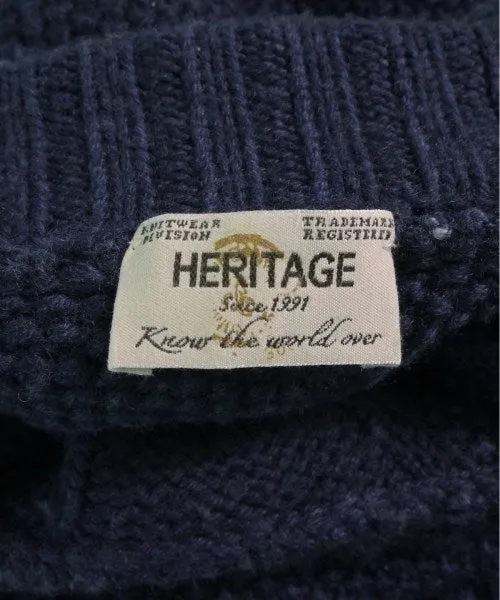 KNITWEAR DIVISION
TRADEMARK REGISTERED
HERITAGE
Since 1991
Know the world over